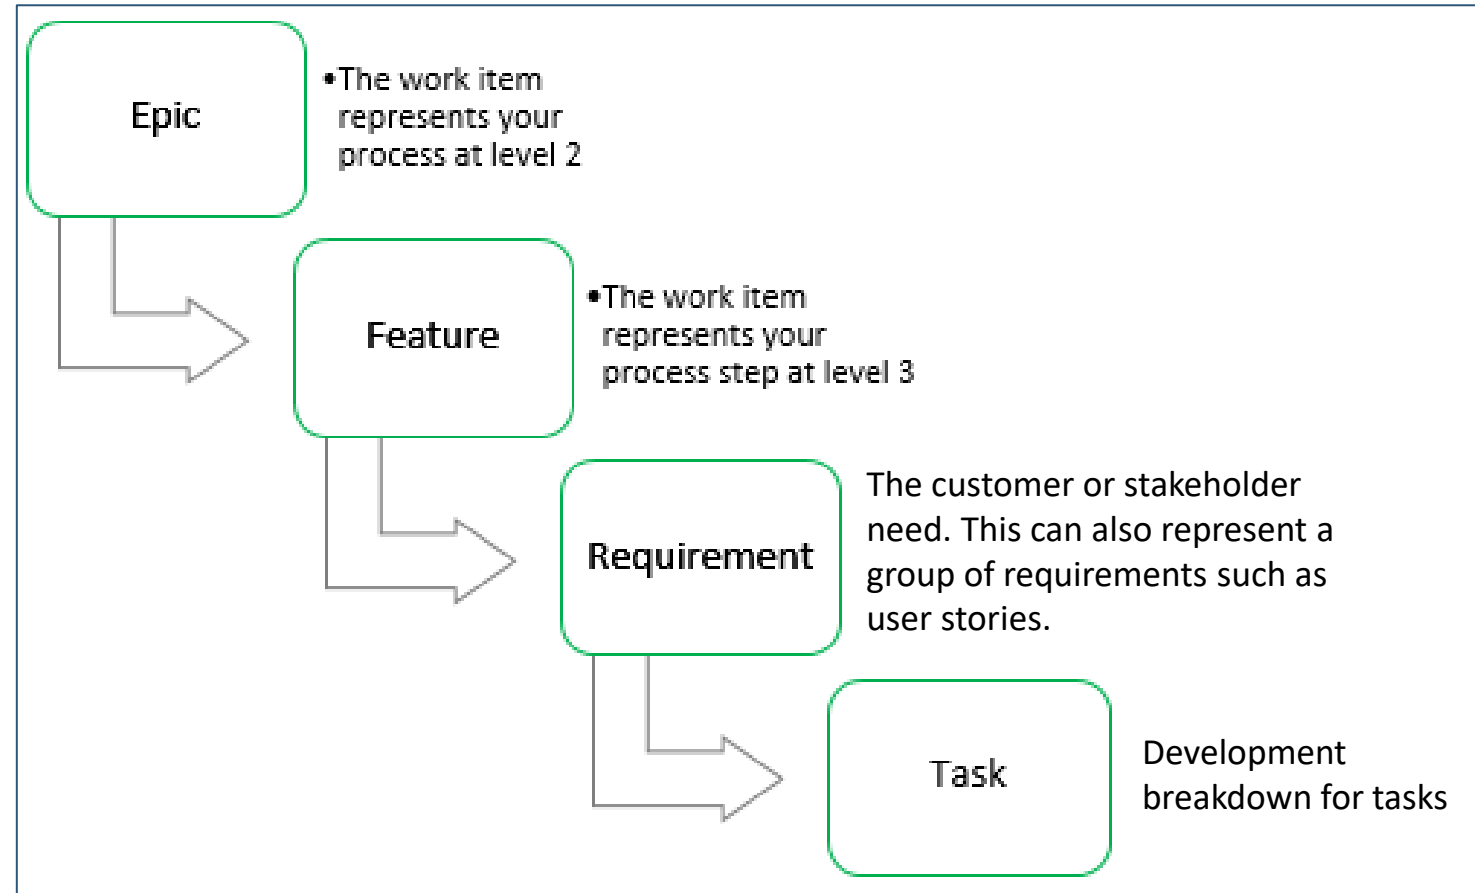 Epic
•The work item
represents your
process at level 2
Feature
•The work item
represents your
process step at level 3
Requirement
The customer or stakeholder
need. This can also represent a
group of requirements such as
user stories.
Task
Development
breakdown for tasks